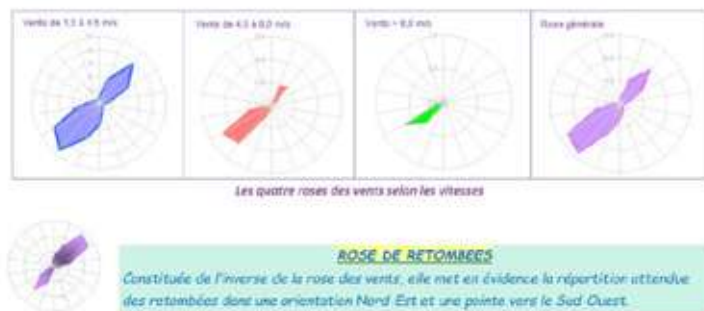 Vents de 1,5 à 4,5 m/s
Vents de 4,5 à 8,0 m/s
Vents > 8,0 m/s
Rose générale
Les quatre roses des vents selon les vitesses
ROSE DE RETOMBEES
Constituée de l'inverse de la rose des vents, elle met en évidence la répartition attendue
des retombées dans une orientation Nord Est et une pointe vers le Sud Ouest.